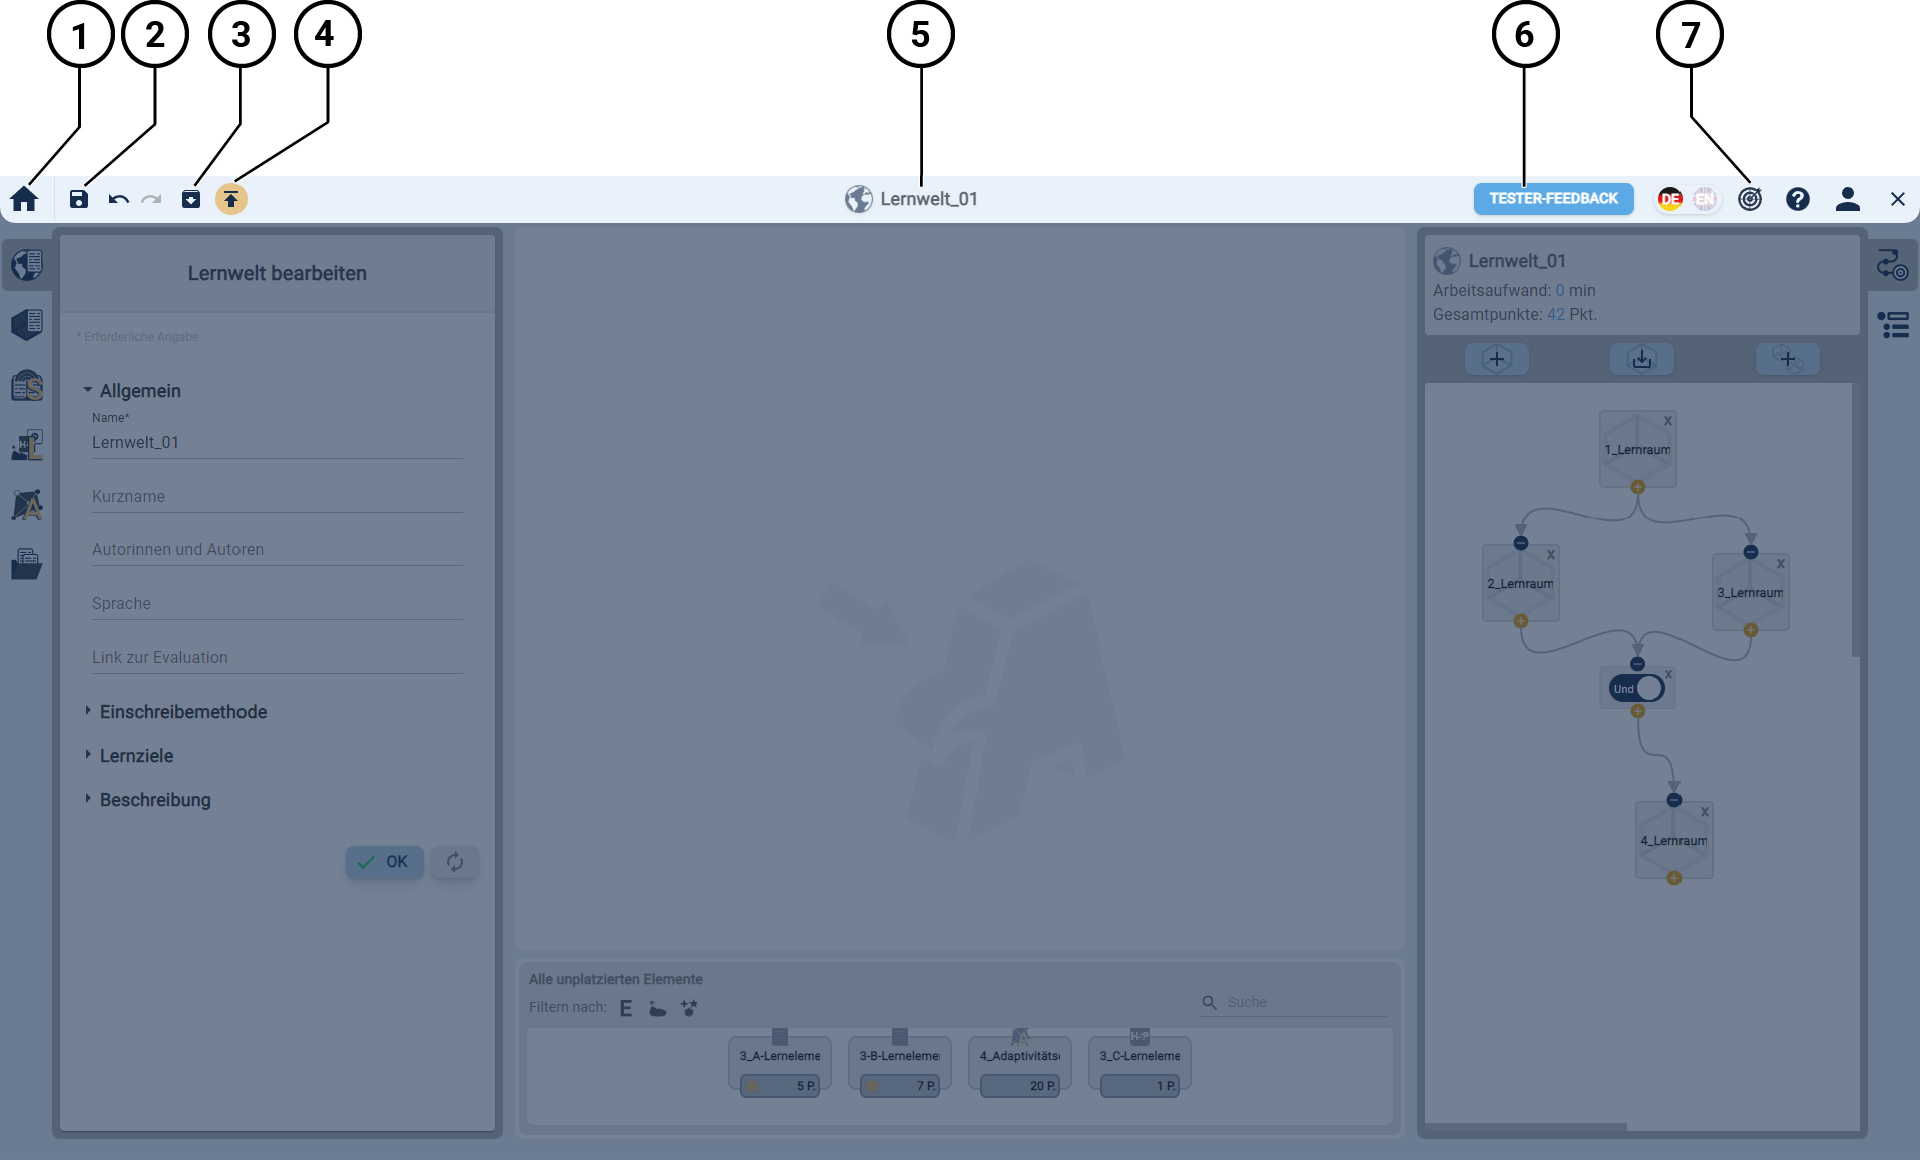 1 2 3 4 5 6 7
Lernwelt_01
TESTER-FEEDBACK
DE EN
Lernwelt bearbeiten
* Erforderliche Angabe
Allgemein
Name*
Lernwelt_01
Kurzname
Autorinnen und Autoren
Sprache
Link zur Evaluation
Einschreibemethode
Lernziele
Beschreibung
OK
Alle unplatzierten Elemente
Filtern nach: E
Suche
3_A-Lerneleme
5 P.
3-B-Lerneleme
7 P.
4_Adaptivitäts
20 P.
H-P
3_C-Lerneleme
1 P.
Lernwelt_01
Arbeitsaufwand: 0 min
Gesamtpunkte: 42 Pkt.
1_Lernraum
x
2_Lernraum
x
3_Lernraum
x
Und
x
4_Lernraum
x